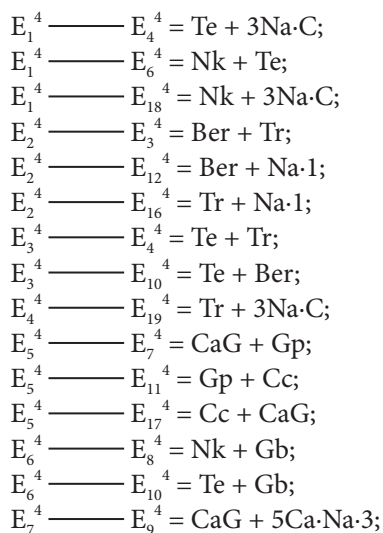 E₁⁴ —— E₄⁴ = Te + 3Na·C;
E₁⁴ —— E₆⁴ = Nk + Te;
E₁⁴ —— E₁₈⁴ = Nk + 3Na·C;
E₂⁴ —— E₃⁴ = Ber + Tr;
E₂⁴ —— E₁₂⁴ = Ber + Na·1;
E₂⁴ —— E₁₆⁴ = Tr + Na·1;
E₃⁴ —— E₄⁴ = Te + Tr;
E₃⁴ —— E₁₀⁴ = Te + Ber;
E₄⁴ —— E₁₉⁴ = Tr + 3Na·C;
E₅⁴ —— E₇⁴ = CaG + Gp;
E₅⁴ —— E₁₁⁴ = Gp + Cc;
E₅⁴ —— E₁₇⁴ = Cc + CaG;
E₆⁴ —— E₈⁴ = Nk + Gb;
E₆⁴ —— E₁₀⁴ = Te + Gb;
E₇⁴ —— E₉⁴ = CaG + 5Ca·Na·3;